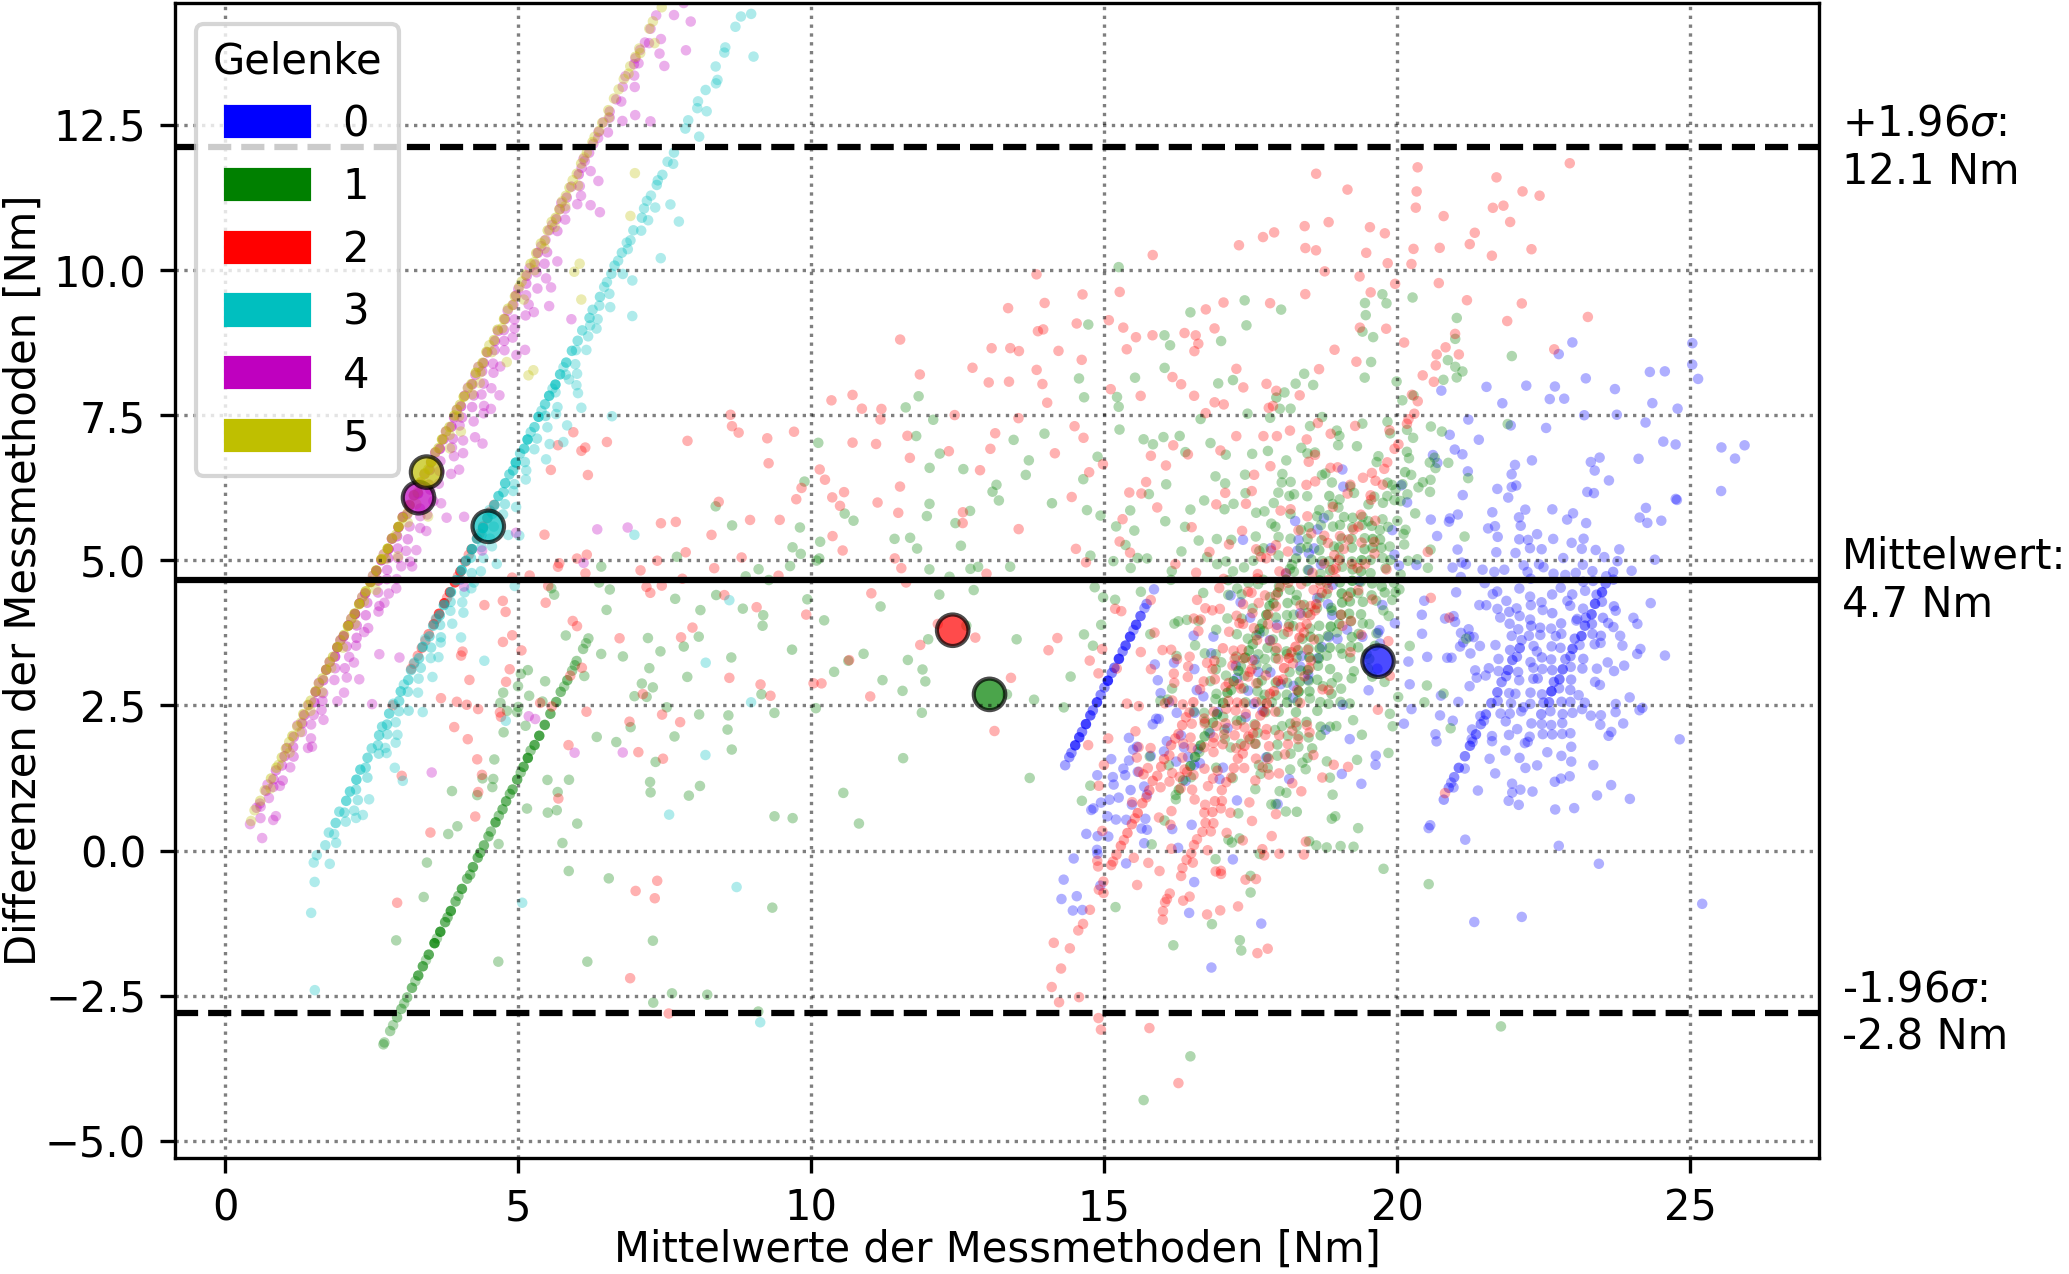 Gelenke
0
1
2
3
4
5
12.5
10.0
7.5
5.0
2.5
0.0
−2.5
−5.0
Differenzen der Messmethoden [Nm]
0 5 10 15 20 25
Mittelwerte der Messmethoden [Nm]
+1.96σ:
12.1 Nm
Mittelwert:
4.7 Nm
-1.96σ:
-2.8 Nm